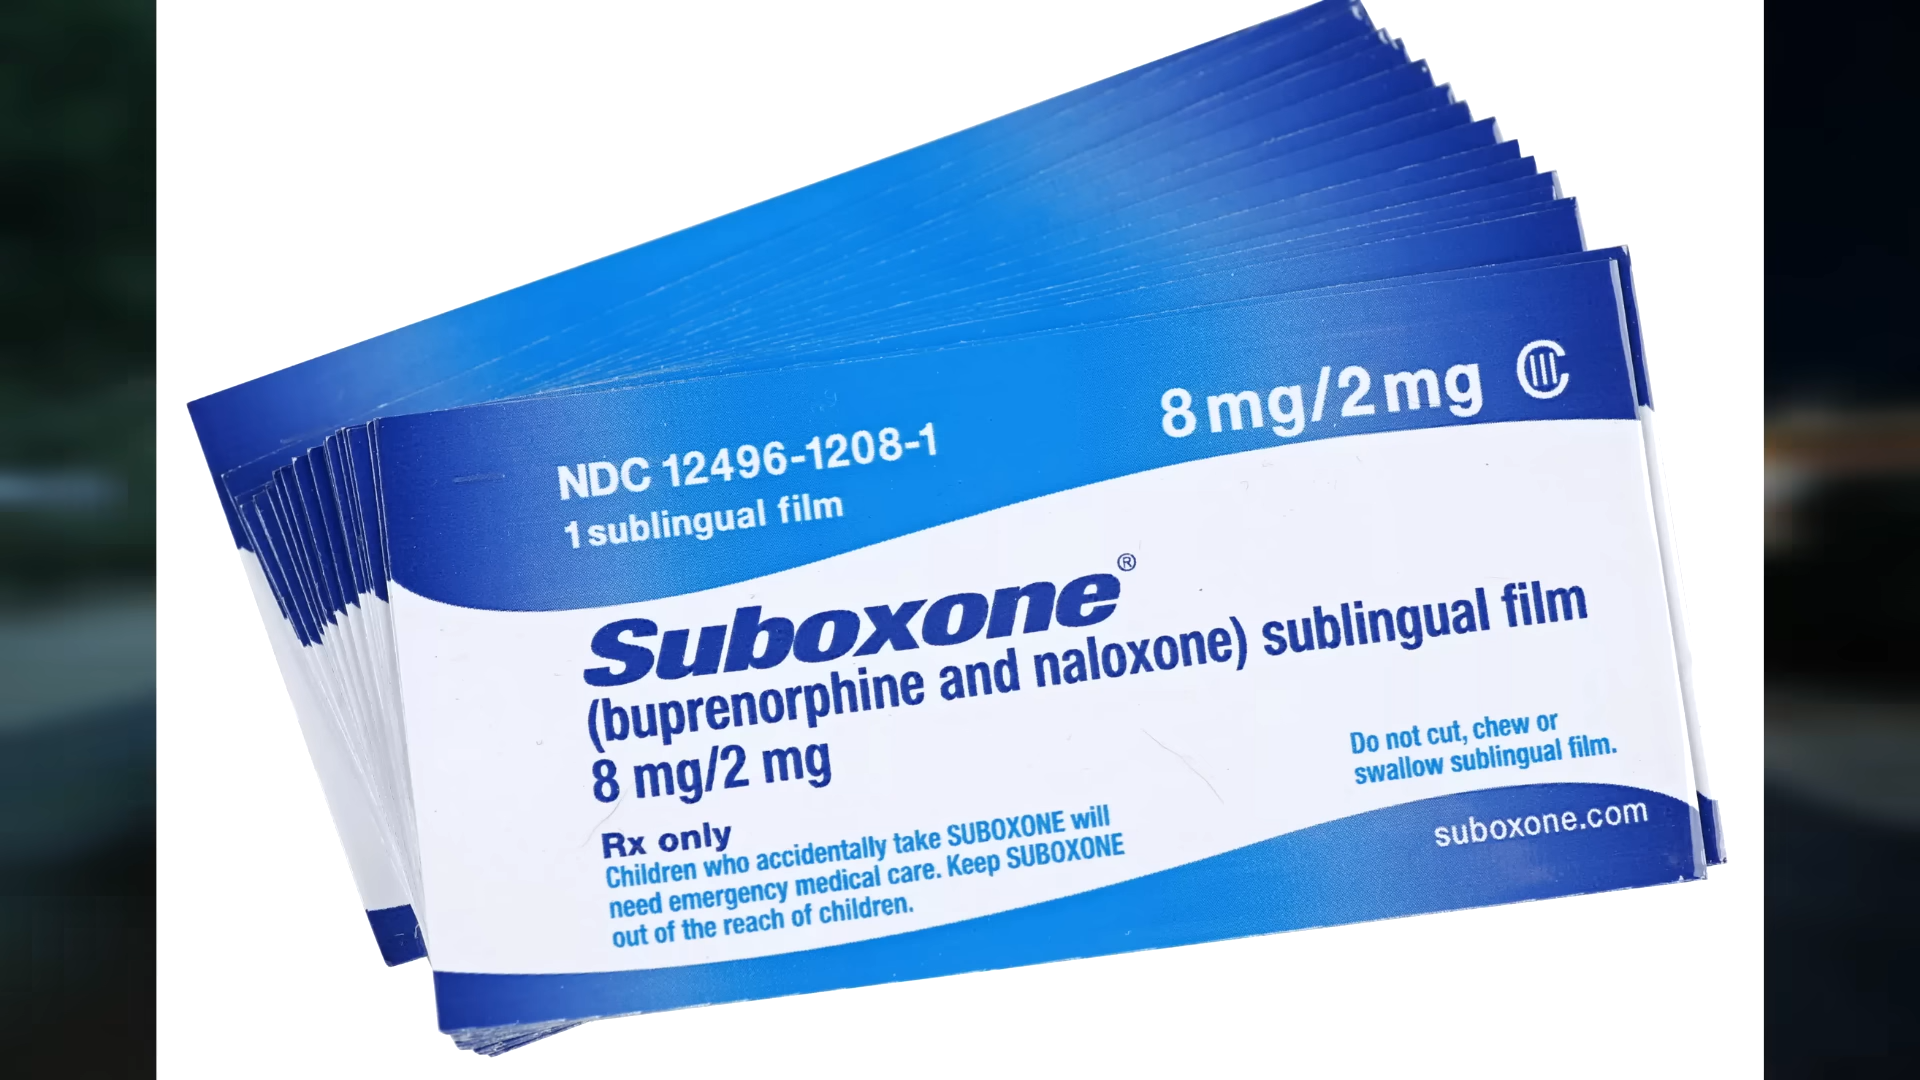 NDC 12496-1208-1
8 mg/2 mg CIII
1 sublingual film
Suboxone®
(buprenorphine and naloxone) sublingual film
8 mg/2 mg
Do not cut, chew or
swallow sublingual film.
Rx only
Children who accidentally take SUBOXONE will
need emergency medical care. Keep SUBOXONE
out of the reach of children.
suboxone.com